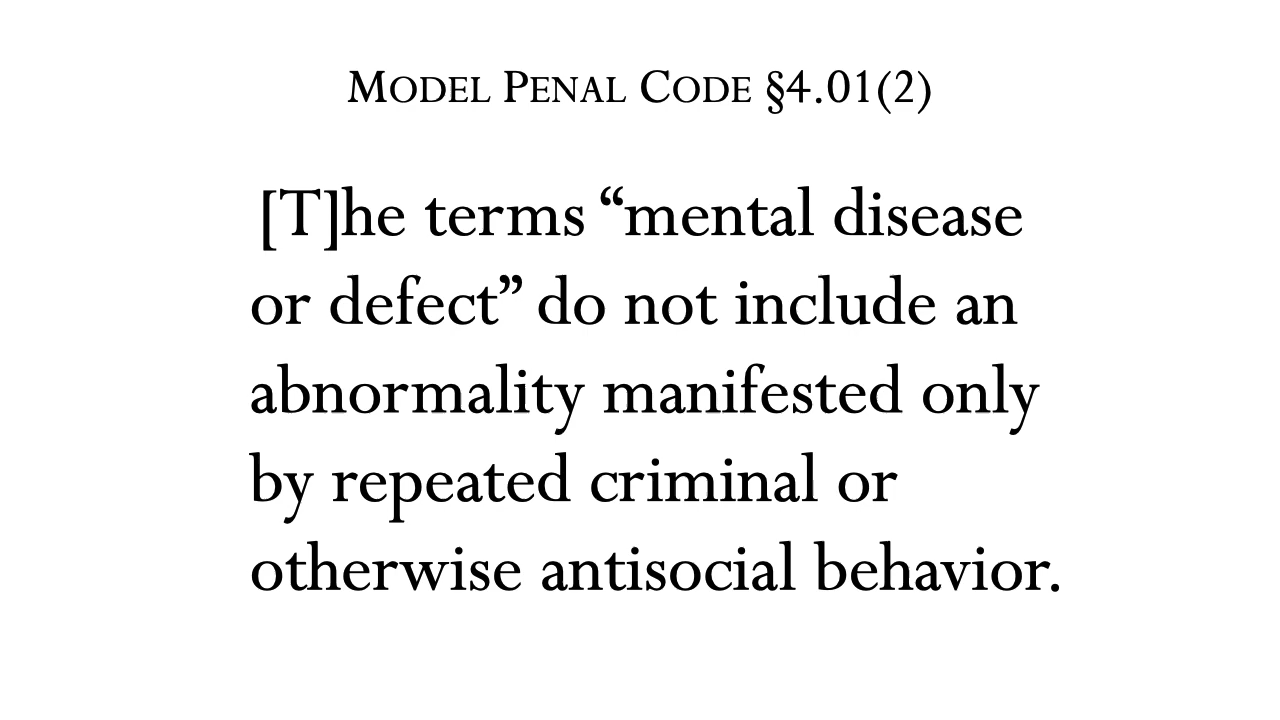 Model Penal Code §4.01(2)
[T]he terms “mental disease
or defect” do not include an
abnormality manifested only
by repeated criminal or
otherwise antisocial behavior.